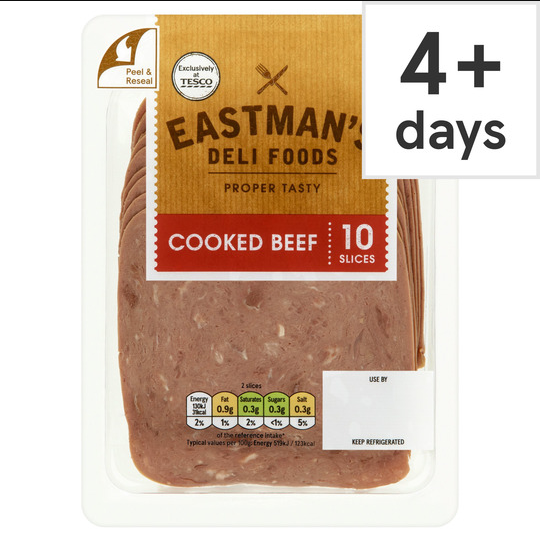 4+
days
Peel &
Reseal
Exclusively
at
TESCO
EASTMAN'S
DELI FOODS
PROPER TASTY
COOKED BEEF
10
SLICES
USE BY
KEEP REFRIGERATED
2 slices
Energy
130kJ
31kcal
2%
Fat
0.9g
1%
Saturates
0.3g
2%
Sugars
0.3g
<1%
Salt
0.3g
5%
of the reference intake*
Typical values per 100g: Energy 519kJ / 123kcal